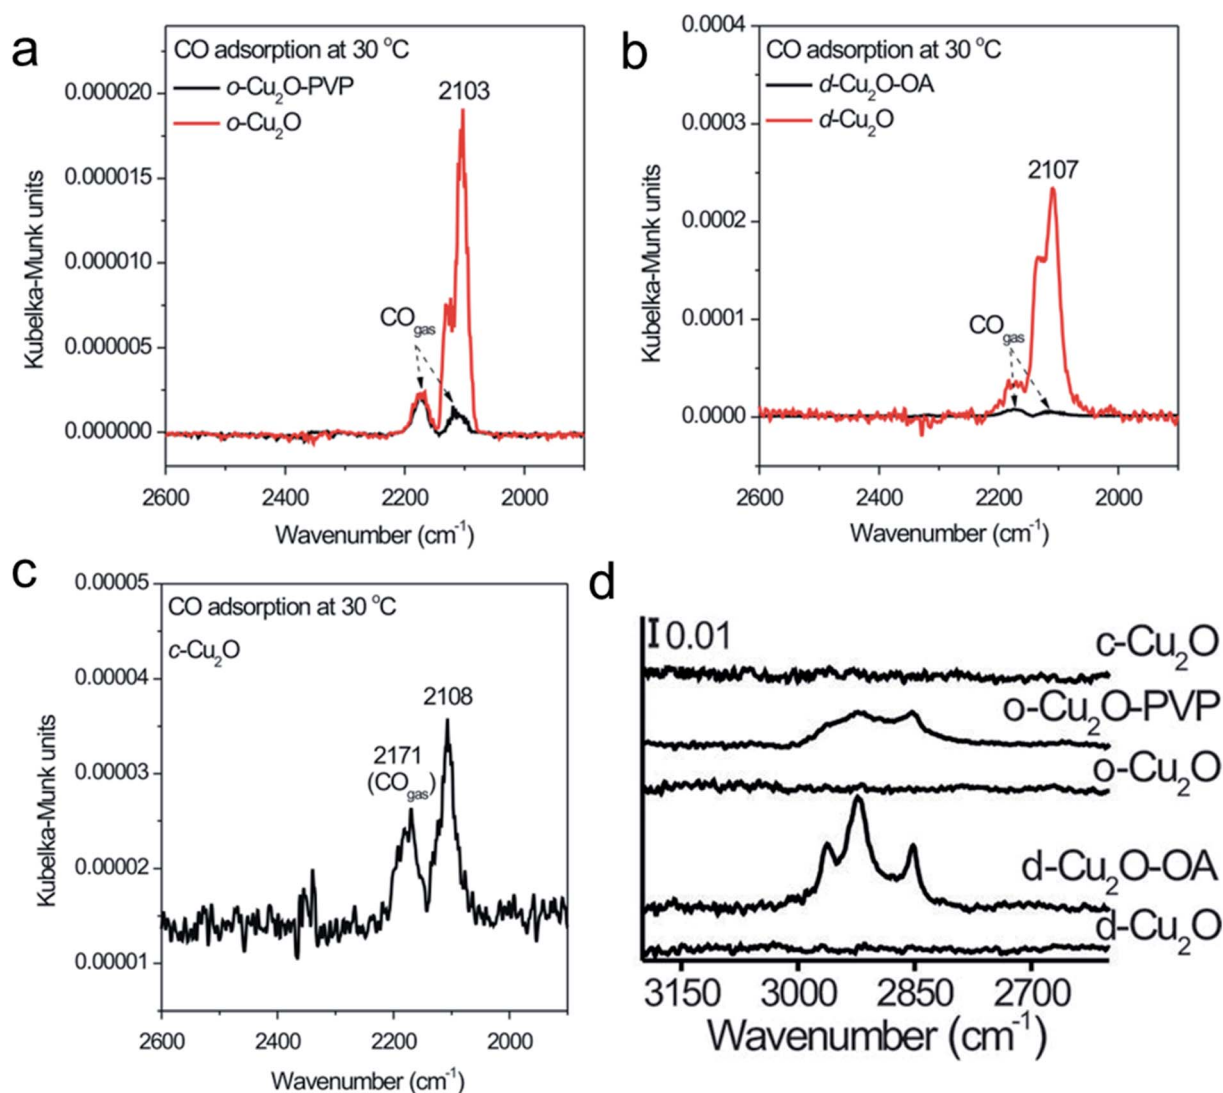 a
CO adsorption at 30 °C
o-Cu₂O-PVP
o-Cu₂O
2103
CO_gas
Kubelka-Munk units
0.000020
0.000015
0.000010
0.000005
0.000000
2600 2400 2200 2000
Wavenumber (cm⁻¹)
b
CO adsorption at 30 °C
d-Cu₂O-OA
d-Cu₂O
2107
CO_gas
Kubelka-Munk units
0.0004
0.0003
0.0002
0.0001
0.0000
2600 2400 2200 2000
Wavenumber (cm⁻¹)
c
CO adsorption at 30 °C
c-Cu₂O
2108
2171
(CO_gas)
Kubelka-Munk units
0.00005
0.00004
0.00003
0.00002
0.00001
2600 2400 2200 2000
Wavenumber (cm⁻¹)
d
0.01
c-Cu₂O
o-Cu₂O-PVP
o-Cu₂O
d-Cu₂O-OA
d-Cu₂O
3150 3000 2850 2700
Wavenumber (cm⁻¹)